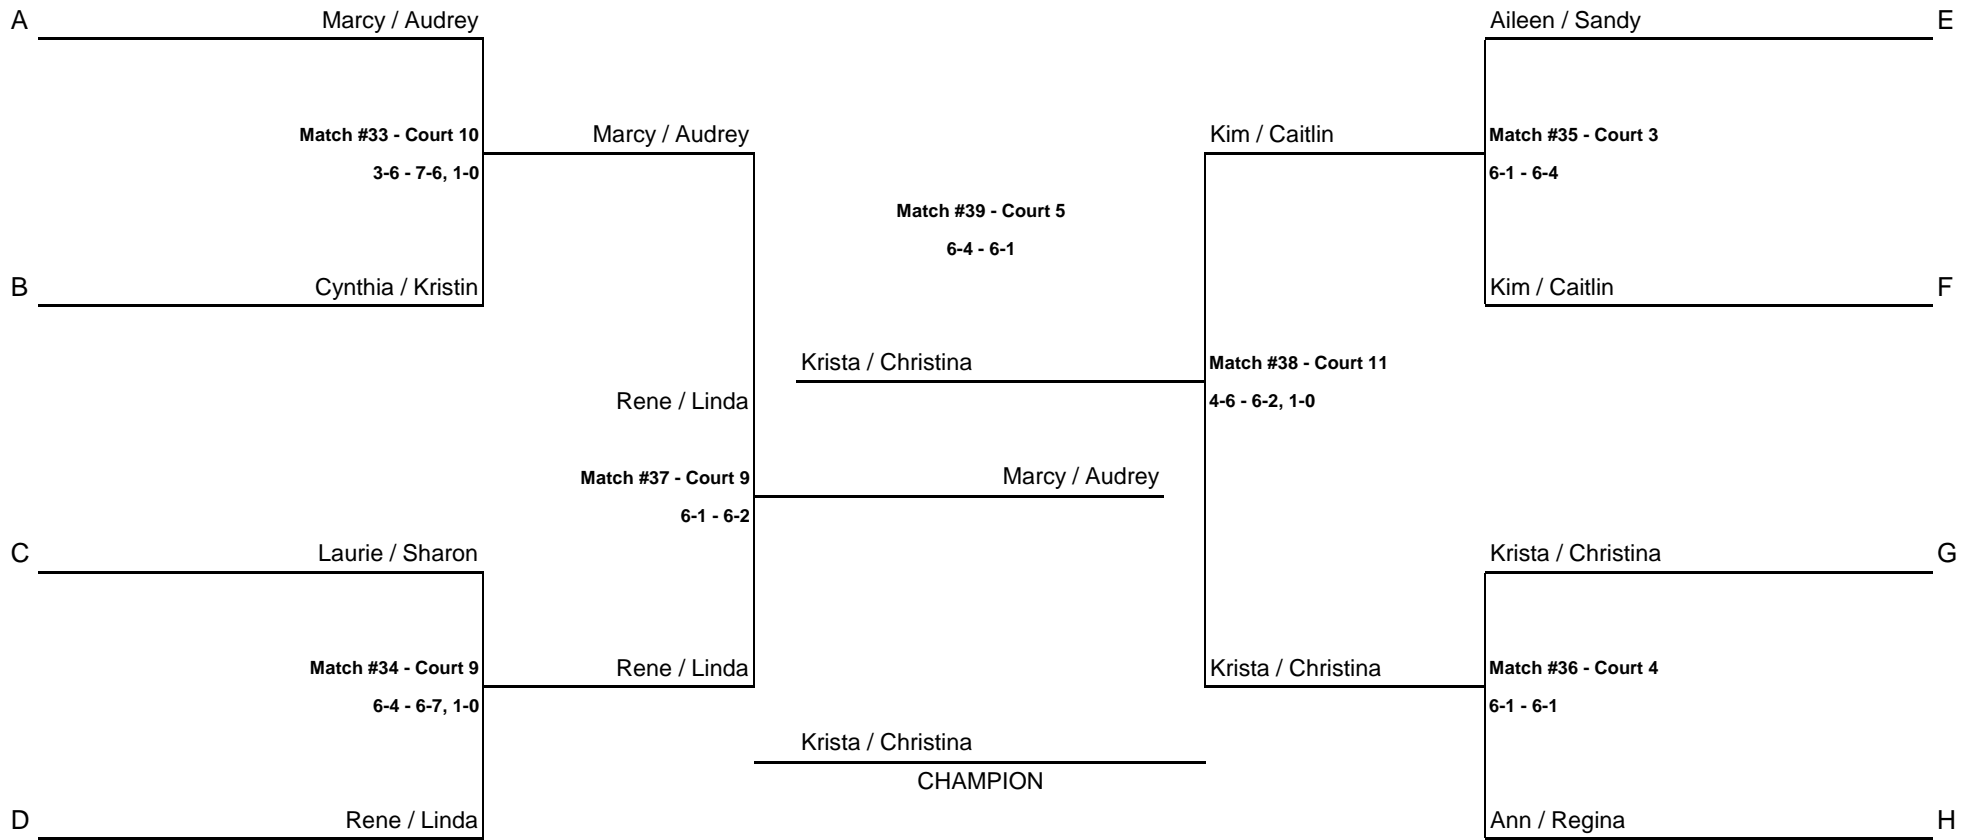 A
Marcy / Audrey
Aileen / Sandy
E
Match #33 - Court 10
Marcy / Audrey
Kim / Caitlin
Match #35 - Court 3
3-6 - 7-6, 1-0
6-1 - 6-4
Match #39 - Court 5
6-4 - 6-1
B
Cynthia / Kristin
Kim / Caitlin
F
Krista / Christina
Match #38 - Court 11
Rene / Linda
4-6 - 6-2, 1-0
Match #37 - Court 9
Marcy / Audrey
6-1 - 6-2
C
Laurie / Sharon
Krista / Christina
G
Match #34 - Court 9
Rene / Linda
Krista / Christina
Match #36 - Court 4
6-4 - 6-7, 1-0
6-1 - 6-1
Krista / Christina
CHAMPION
D
Rene / Linda
Ann / Regina
H